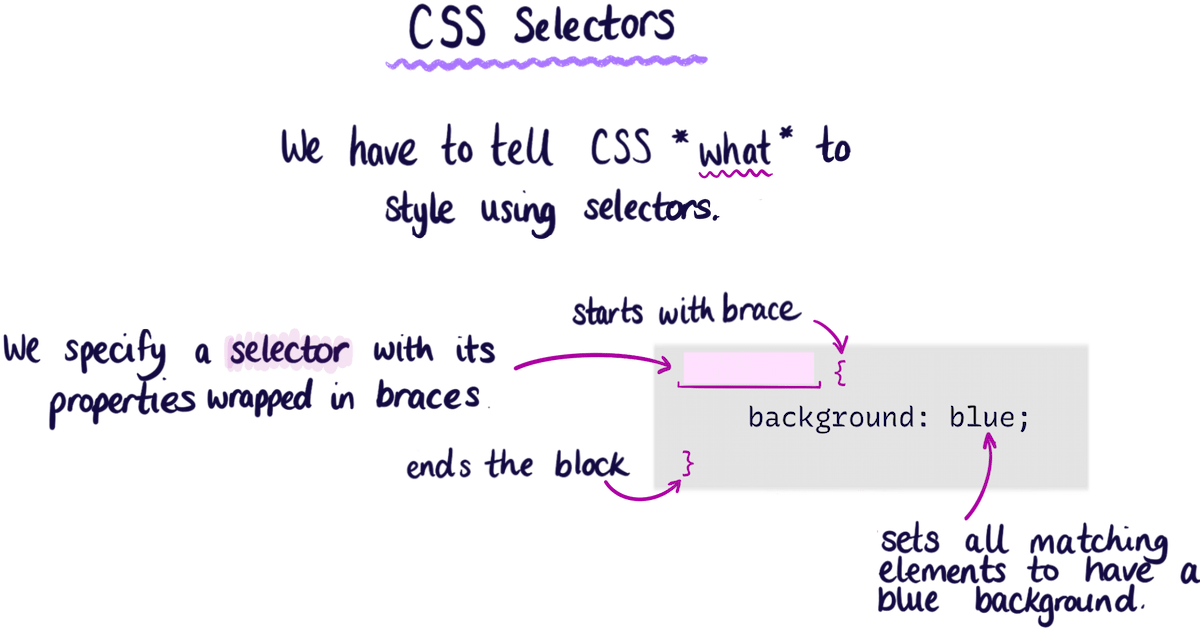 CSS Selectors
We have to tell CSS *what* to
style using selectors.
starts with brace
We specify a selector with its
properties wrapped in braces.
{
background: blue;
ends the block
}
sets all matching
elements to have a
blue background.